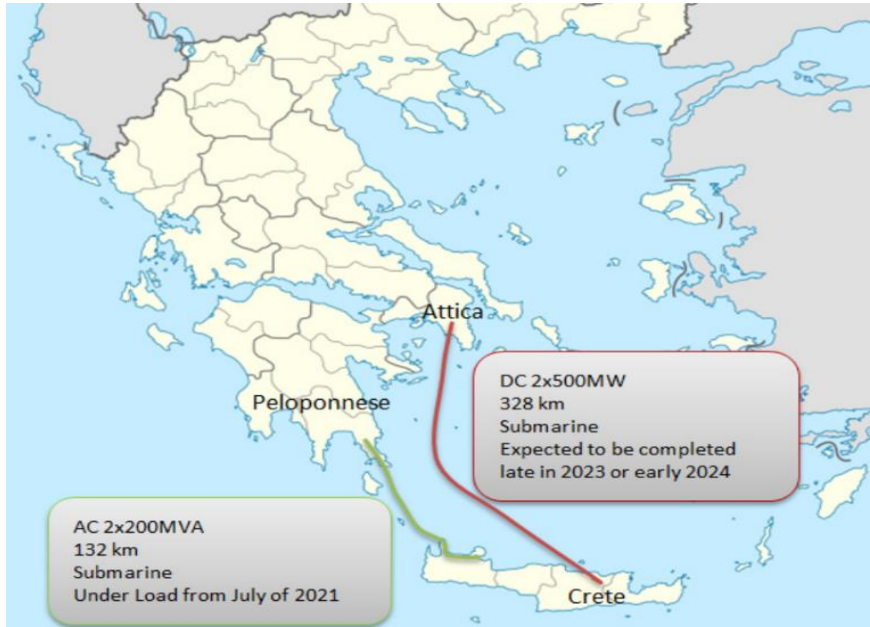 Attica
DC 2x500MW
328 km
Submarine
Expected to be completed
late in 2023 or early 2024
Peloponnese
AC 2x200MVA
132 km
Submarine
Under Load from July of 2021
Crete